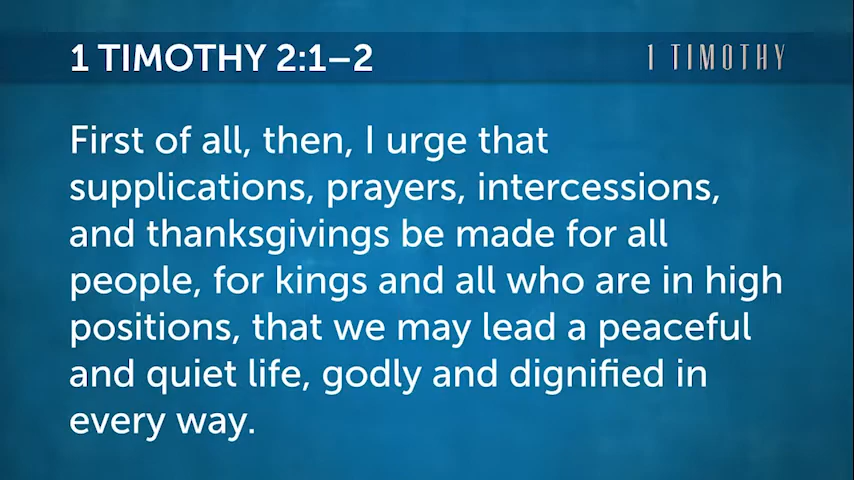 1 TIMOTHY 2:1–2
1 TIMOTHY
First of all, then, I urge that
supplications, prayers, intercessions,
and thanksgivings be made for all
people, for kings and all who are in high
positions, that we may lead a peaceful
and quiet life, godly and dignified in
every way.